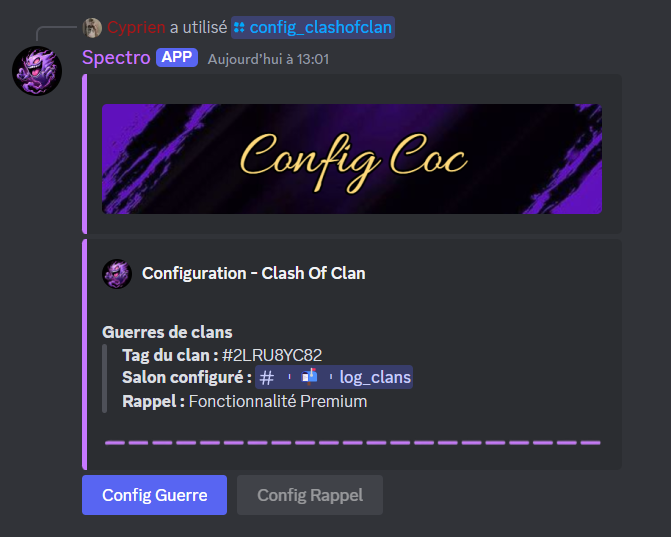 Cyprien a utilisé config_clashofclan
Spectro APP Aujourd'hui à 13:01
Config Coc
Configuration - Clash Of Clan
Guerres de clans
Tag du clan : #2LRU8YC82
Salon configuré : # log_clans
Rappel : Fonctionnalité Premium
Config Guerre Config Rappel